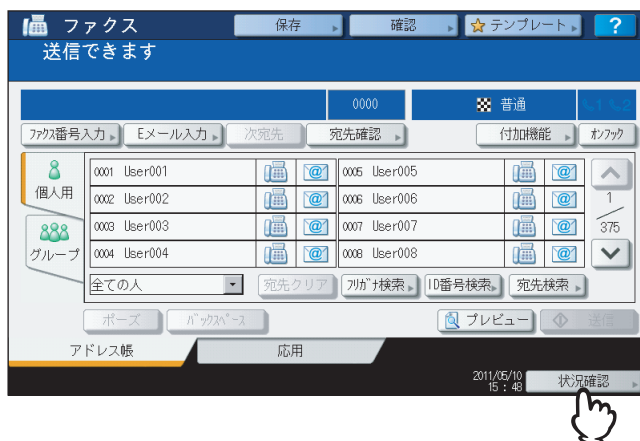 ファクス 保存 確認 テンプレート ?
送信できます
0000 普通 1 2
ﾌｧｸｽ番号入力 Eメール入力 次宛先 宛先確認 付加機能 ｵﾝﾌｯｸ
個人用
グループ
0001 User001 0005 User005
0002 User002 0006 User006
0003 User003 0007 User007
0004 User004 0008 User008
1
375
全ての人 宛先クリア ﾌﾘｶﾞﾅ検索 ID番号検索 宛先検索
ポーズ ﾊﾞｯｸｽﾍﾟｰｽ プレビュー 送信
アドレス帳 応用
2011/05/10
15:48
状況確認